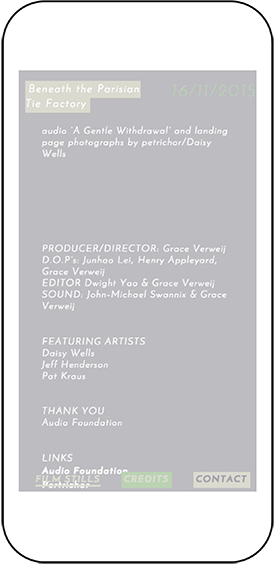 Beneath the Parisian
Tie Factory
16/11/2015
audio 'A Gentle Withdrawal' and landing
page photographs by petrichor/Daisy
Wells
PRODUCER/DIRECTOR: Grace Verweij
D.O.P's: Junhao Lei, Henry Appleyard,
Grace Verweij
EDITOR Dwight Yao & Grace Verweij
SOUND: John-Michael Swannix & Grace
Verweij
FEATURING ARTISTS
Daisy Wells
Jeff Henderson
Pat Kraus
THANK YOU
Audio Foundation
LINKS
Audio Foundation
Pertrichor
FILM STILLS
CREDITS
CONTACT